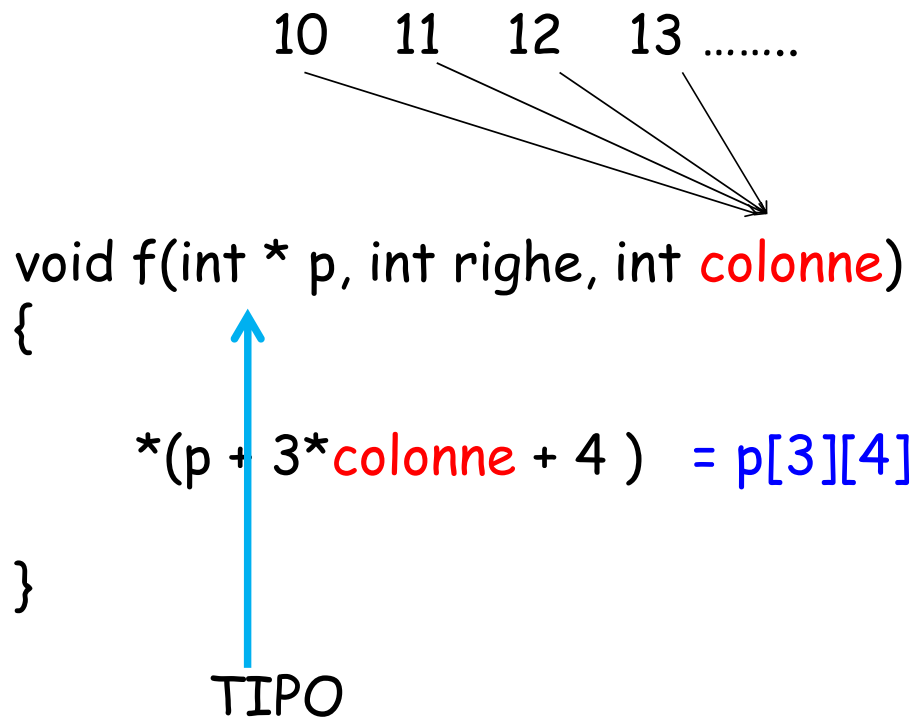 10 11 12 13 ........
void f(int * p, int righe, int colonne)
{
*(p + 3*colonne + 4 ) = p[3][4]
}
TIPO